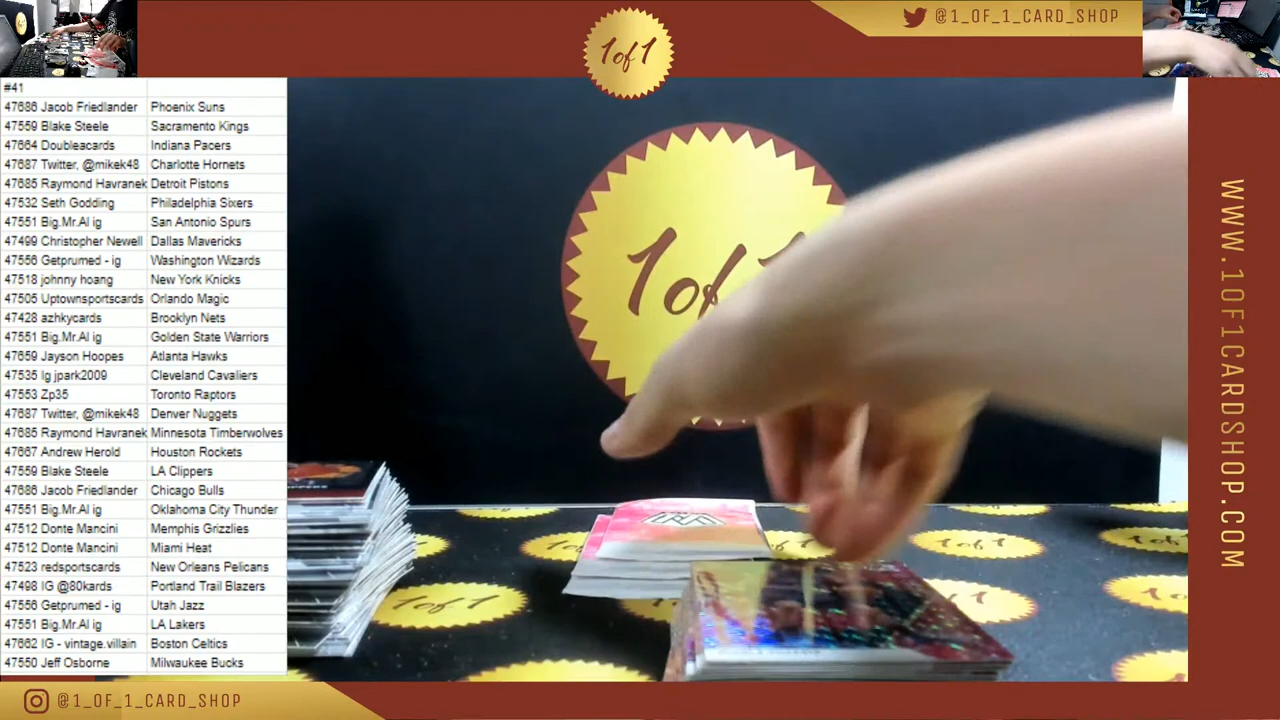 @1_OF_1_CARD_SHOP
1of1
#41
47686 Jacob Friedlander Phoenix Suns
47559 Blake Steele Sacramento Kings
47664 Doubleacards Indiana Pacers
47687 Twitter, @mikek48 Charlotte Hornets
47685 Raymond Havranek Detroit Pistons
47532 Seth Godding Philadelphia Sixers
47551 Big.Mr.Al ig San Antonio Spurs
47499 Christopher Newell Dallas Mavericks
47556 Getprumed - ig Washington Wizards
47518 johnny hoang New York Knicks
47505 Uptownsportscards Orlando Magic
47428 azhkycards Brooklyn Nets
47551 Big.Mr.Al ig Golden State Warriors
47659 Jayson Hoopes Atlanta Hawks
47535 Ig jpark2009 Cleveland Cavaliers
47553 Zp35 Toronto Raptors
47687 Twitter, @mikek48 Denver Nuggets
47685 Raymond Havranek Minnesota Timberwolves
47667 Andrew Herold Houston Rockets
47559 Blake Steele LA Clippers
47686 Jacob Friedlander Chicago Bulls
47551 Big.Mr.Al ig Oklahoma City Thunder
47512 Donte Mancini Memphis Grizzlies
47512 Donte Mancini Miami Heat
47523 redsportscards New Orleans Pelicans
47498 IG @80kards Portland Trail Blazers
47556 Getprumed - ig Utah Jazz
47551 Big.Mr.Al ig LA Lakers
47662 IG - vintage.villain Boston Celtics
47550 Jeff Osborne Milwaukee Bucks
1of1
1of1
1of1
1of1
1of1
WWW.1OF1CARDSHOP.COM
@1_OF_1_CARD_SHOP